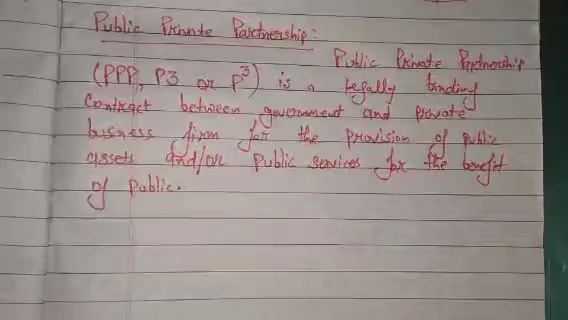 Public Private Partnership:
Public Private Partnership
(PPP, P3 or P³) is a legally binding
Contract between government and private
business firm for the provision of public
assets and/or public services for the benefit
of public.